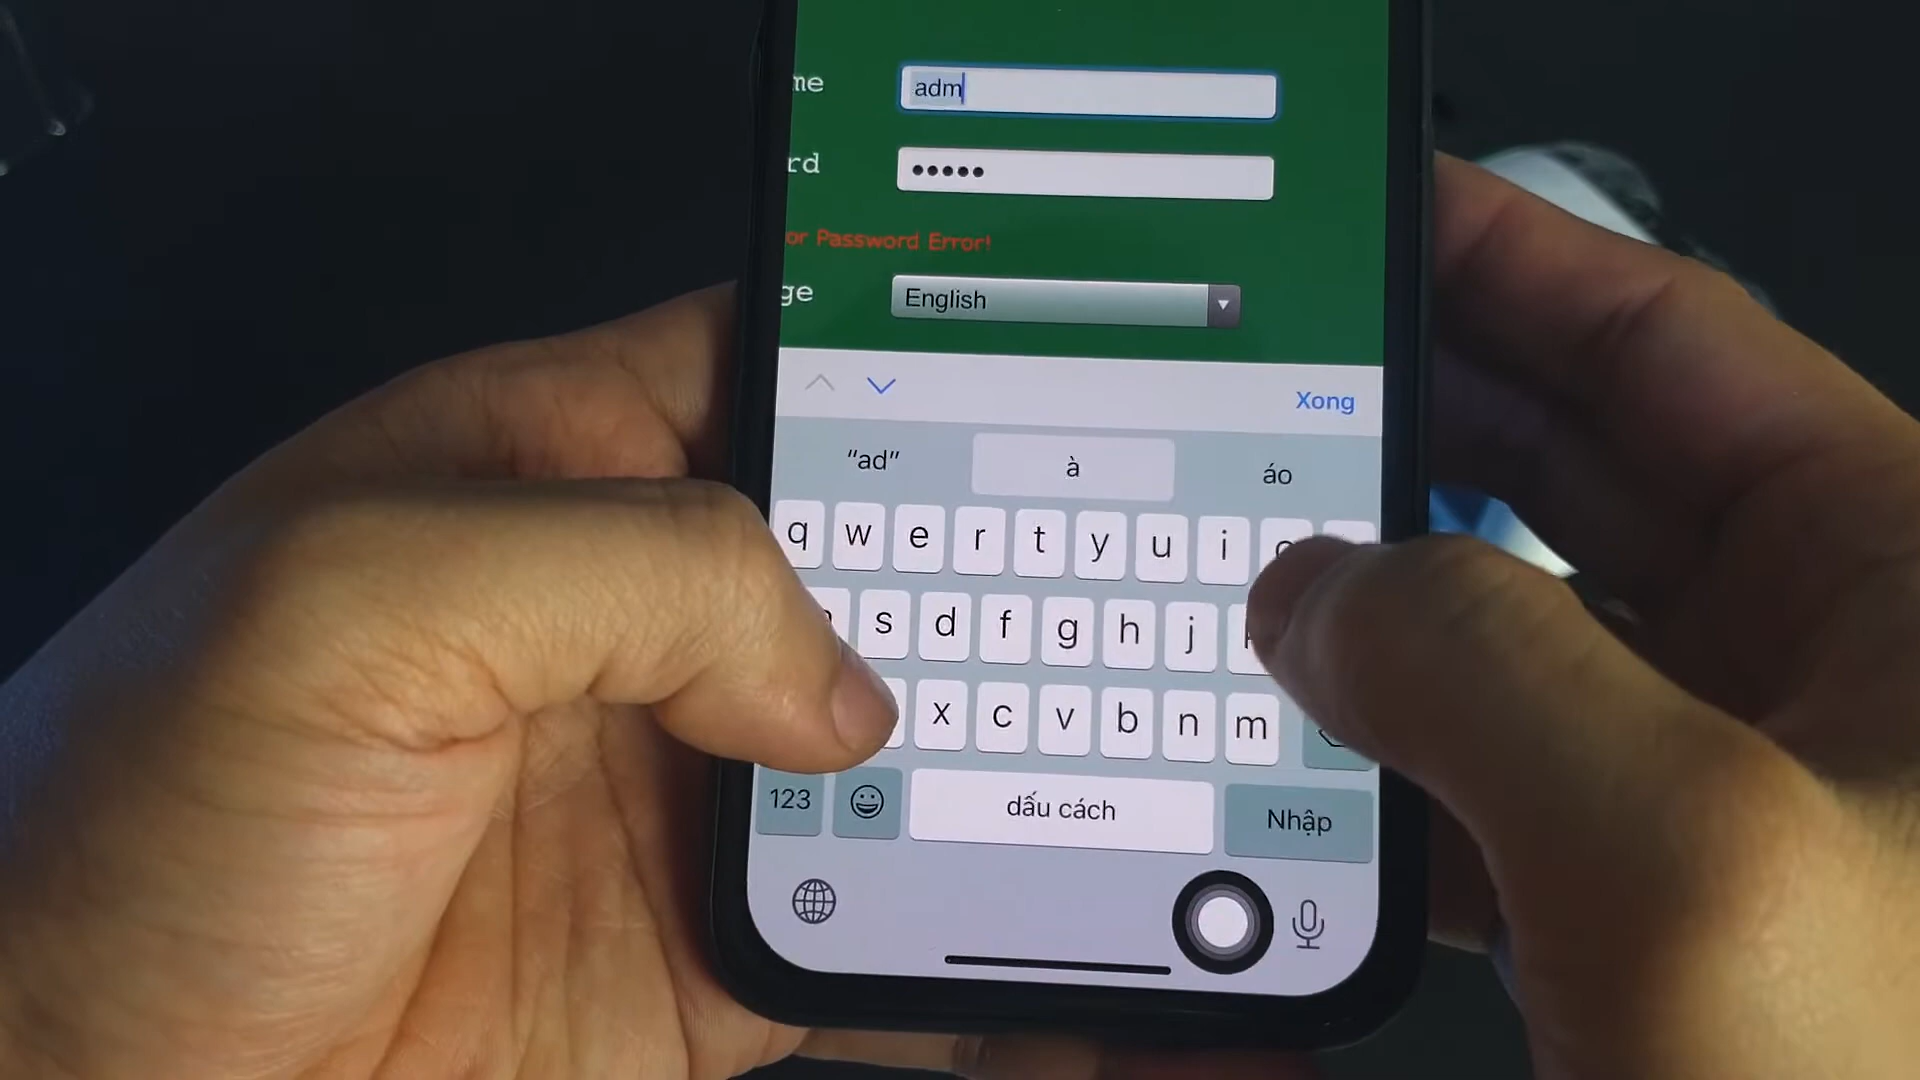 me
adm
rd
or Password Error!
ge
English
Xong
"ad"
à
áo
q w e r t y u i
s d f g h j
x c v b n m
123
dấu cách
Nhập